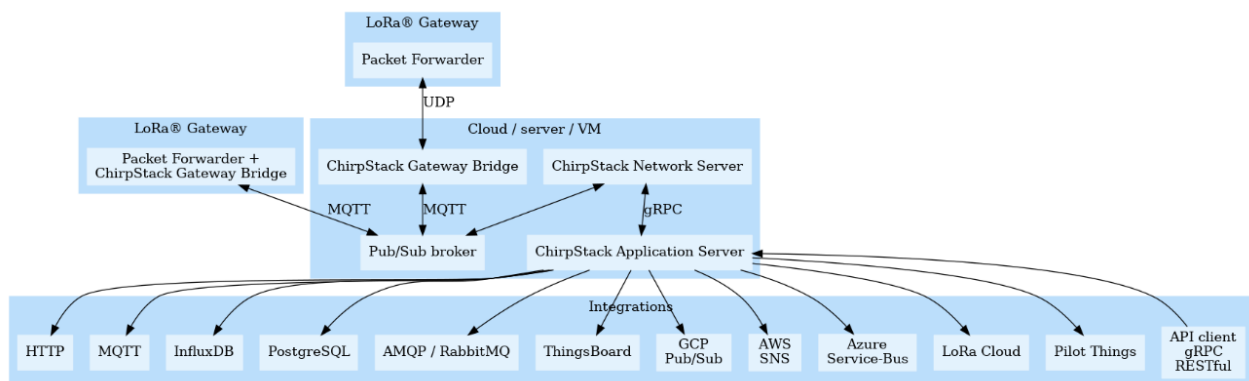 LoRa® Gateway
Packet Forwarder
UDP
LoRa® Gateway
Packet Forwarder +
ChirpStack Gateway Bridge
Cloud / server / VM
ChirpStack Gateway Bridge
ChirpStack Network Server
MQTT
MQTT
gRPC
Pub/Sub broker
ChirpStack Application Server
Integrations
HTTP
MQTT
InfluxDB
PostgreSQL
AMQP / RabbitMQ
ThingsBoard
GCP
Pub/Sub
AWS
SNS
Azure
Service-Bus
LoRa Cloud
Pilot Things
API client
gRPC
RESTful